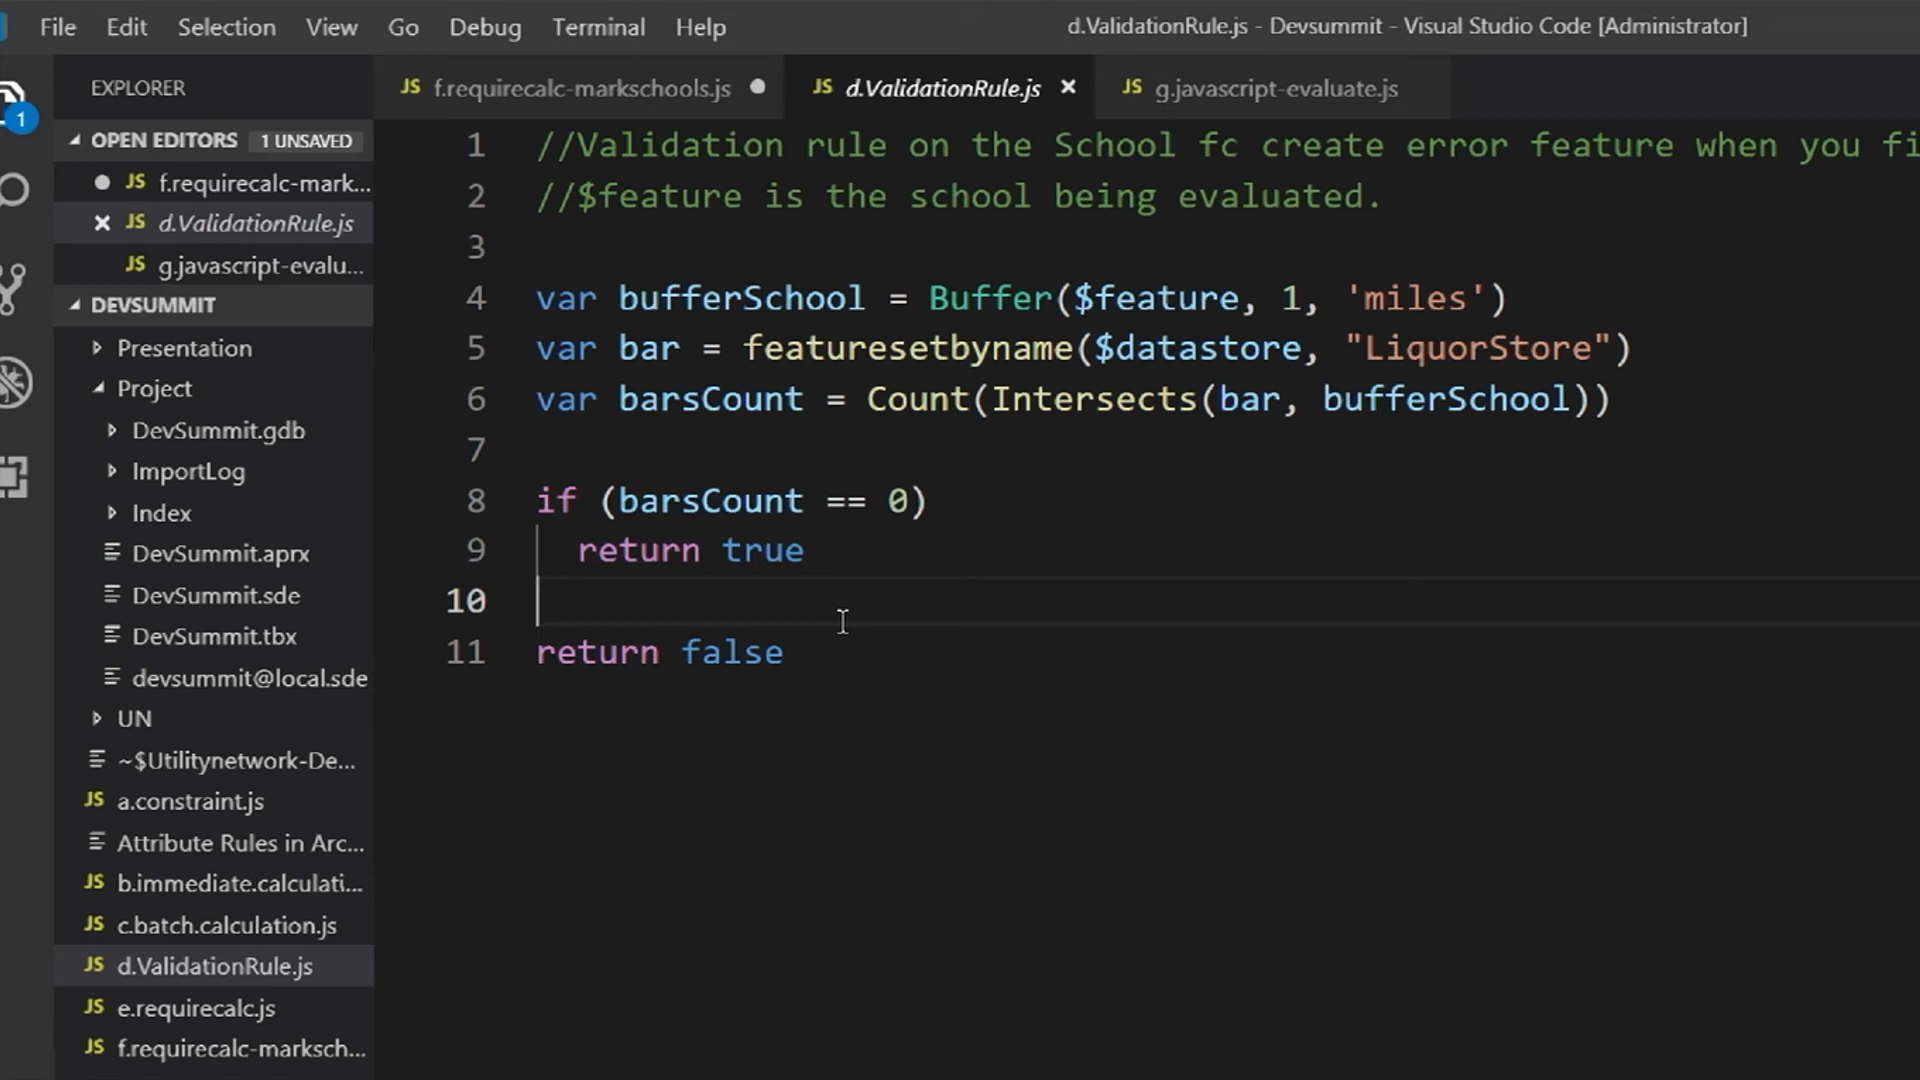 File Edit Selection View Go Debug Terminal Help
d.ValidationRule.js - Devsummit - Visual Studio Code [Administrator]
1
EXPLORER
OPEN EDITORS 1 UNSAVED
JS f.requirecalc-mark...
JS d.ValidationRule.js
JS g.javascript-evalu...
DEVSUMMIT
Presentation
Project
DevSummit.gdb
ImportLog
Index
DevSummit.aprx
DevSummit.sde
DevSummit.tbx
devsummit@local.sde
UN
~$Utilitynetwork-De...
JS a.constraint.js
Attribute Rules in Arc...
JS b.immediate.calculati...
JS c.batch.calculation.js
JS d.ValidationRule.js
JS e.requirecalc.js
JS f.requirecalc-marksch...
JS f.requirecalc-markschools.js
JS d.ValidationRule.js
JS g.javascript-evaluate.js
1 //Validation rule on the School fc create error feature when you fi
2 //$feature is the school being evaluated.
3
4 var bufferSchool = Buffer($feature, 1, 'miles')
5 var bar = featuresetbyname($datastore, "LiquorStore")
6 var barsCount = Count(Intersects(bar, bufferSchool))
7
8 if (barsCount == 0)
9 return true
10
11 return false